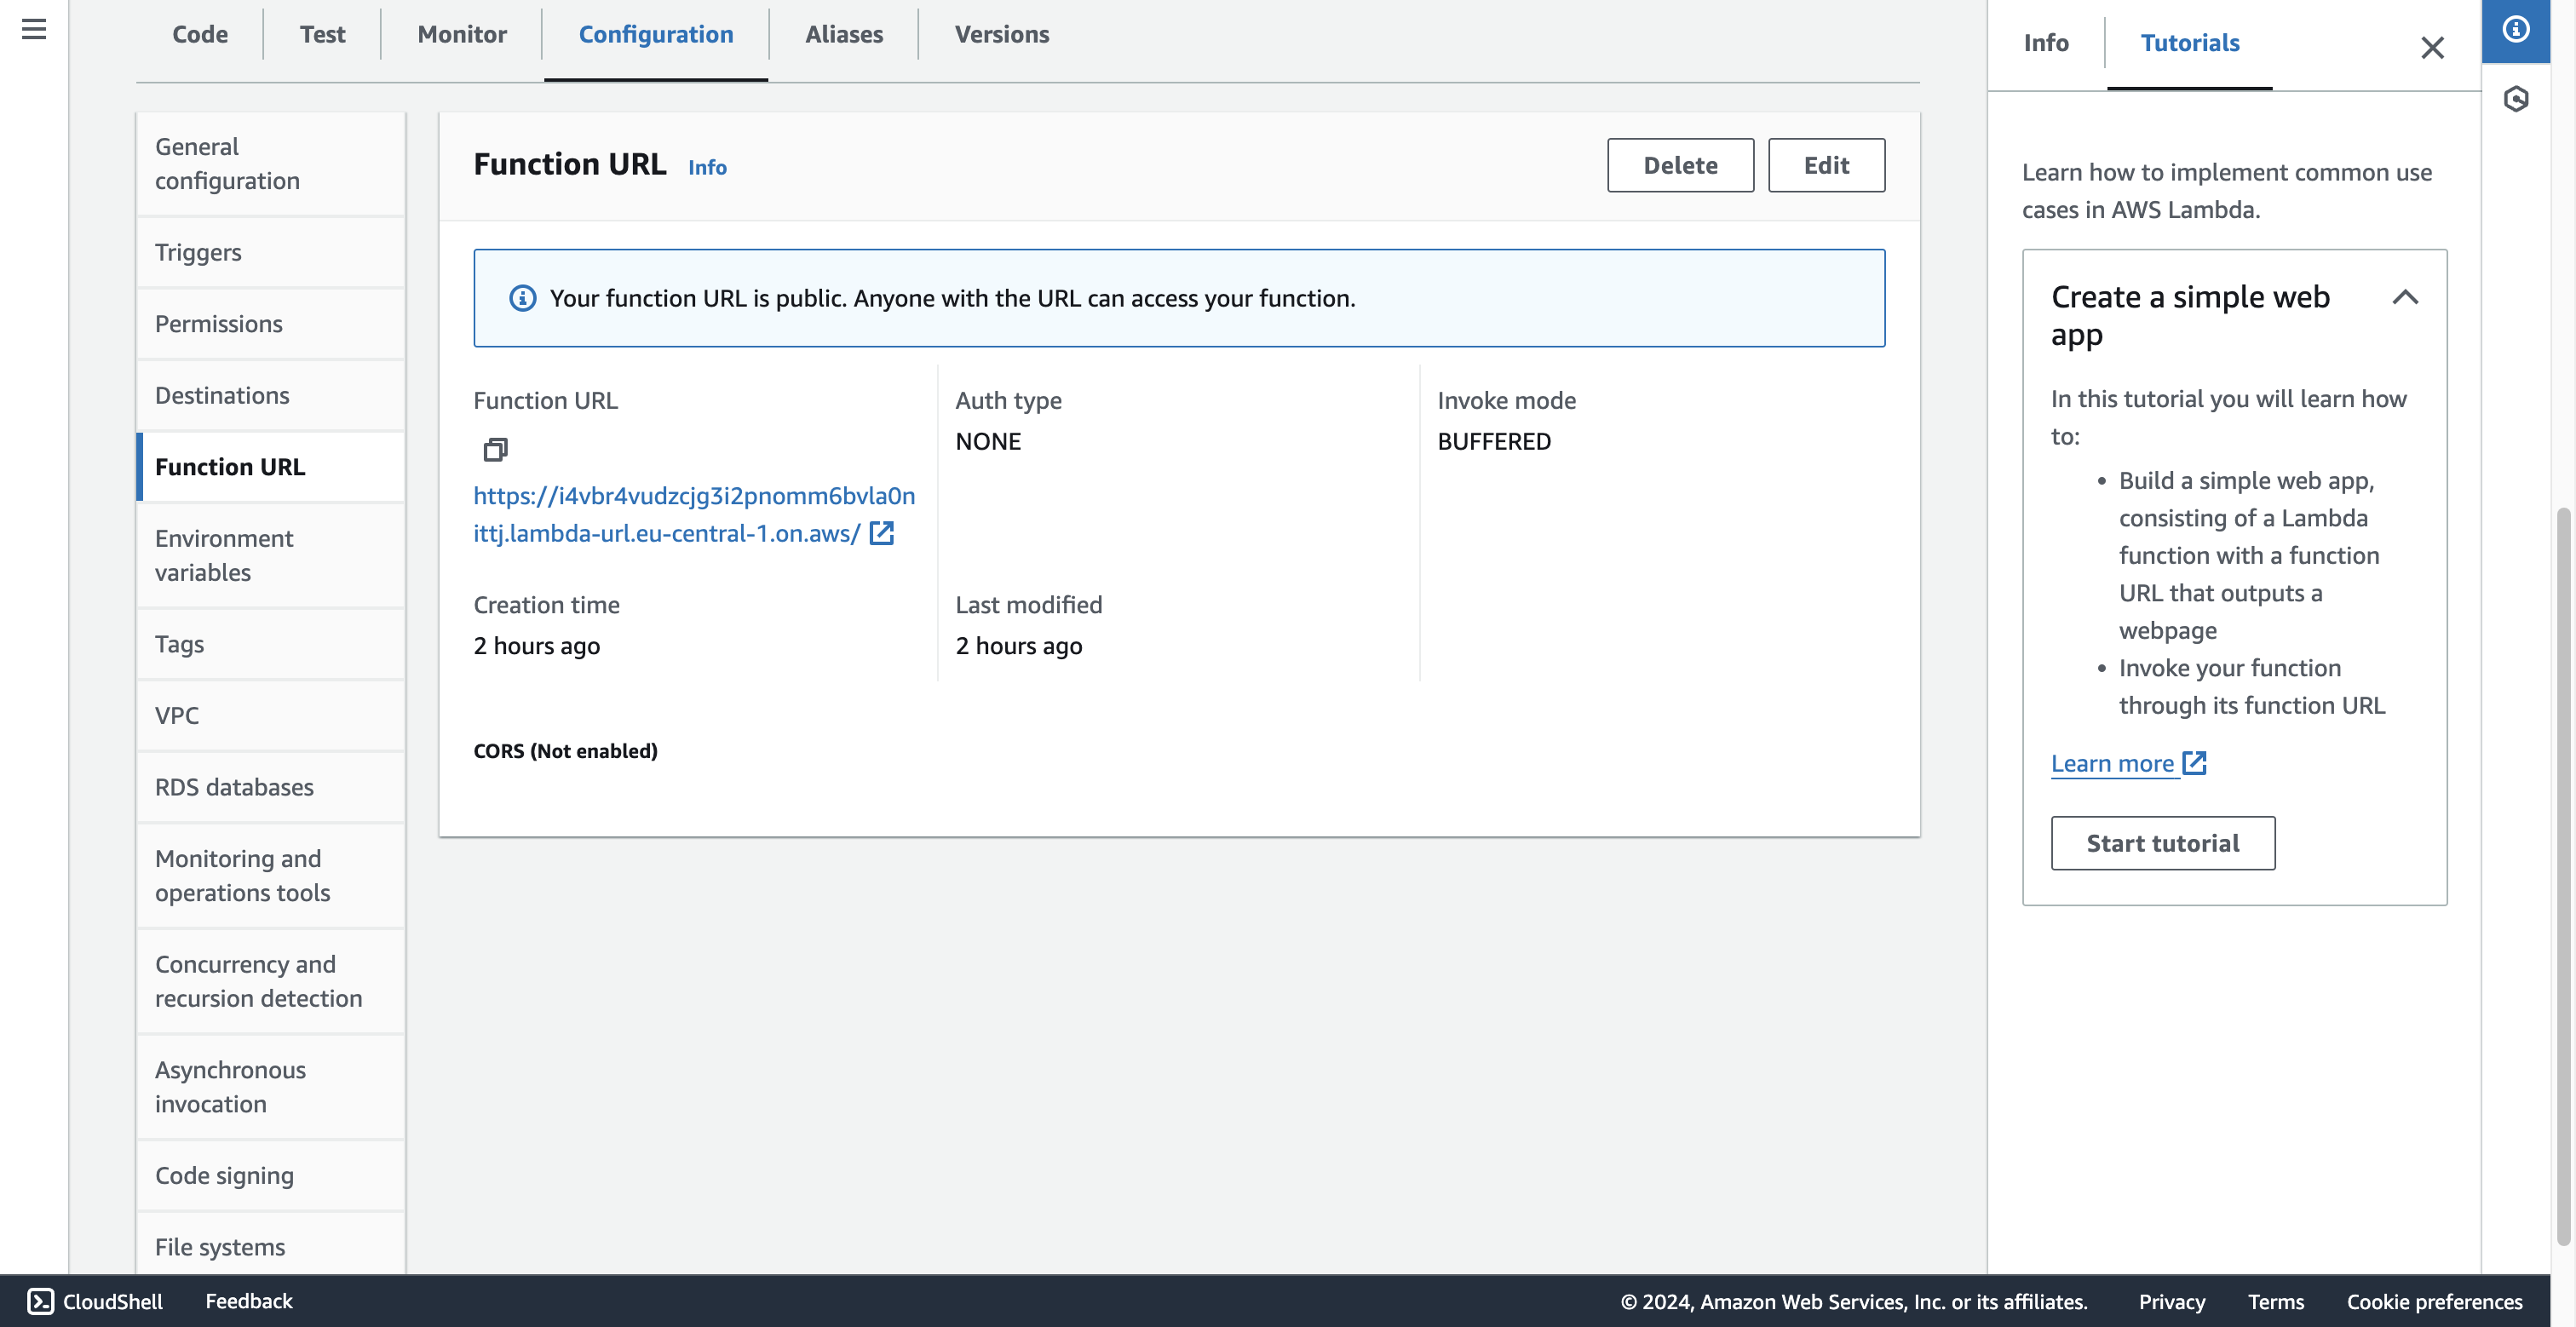 Code
Test
Monitor
Configuration
Aliases
Versions
General
configuration
Triggers
Permissions
Destinations
Function URL
Environment
variables
Tags
VPC
RDS databases
Monitoring and
operations tools
Concurrency and
recursion detection
Asynchronous
invocation
Code signing
File systems
Function URL Info
Delete
Edit
Your function URL is public. Anyone with the URL can access your function.
Function URL
https://i4vbr4vudzcjg3i2pnomm6bvla0n
ittj.lambda-url.eu-central-1.on.aws/
Auth type
NONE
Invoke mode
BUFFERED
Creation time
2 hours ago
Last modified
2 hours ago
CORS (Not enabled)
Info
Tutorials
Learn how to implement common use
cases in AWS Lambda.
Create a simple web
app
In this tutorial you will learn how
to:
• Build a simple web app,
consisting of a Lambda
function with a function
URL that outputs a
webpage
• Invoke your function
through its function URL
Learn more
Start tutorial
CloudShell
Feedback
© 2024, Amazon Web Services, Inc. or its affiliates.
Privacy
Terms
Cookie preferences